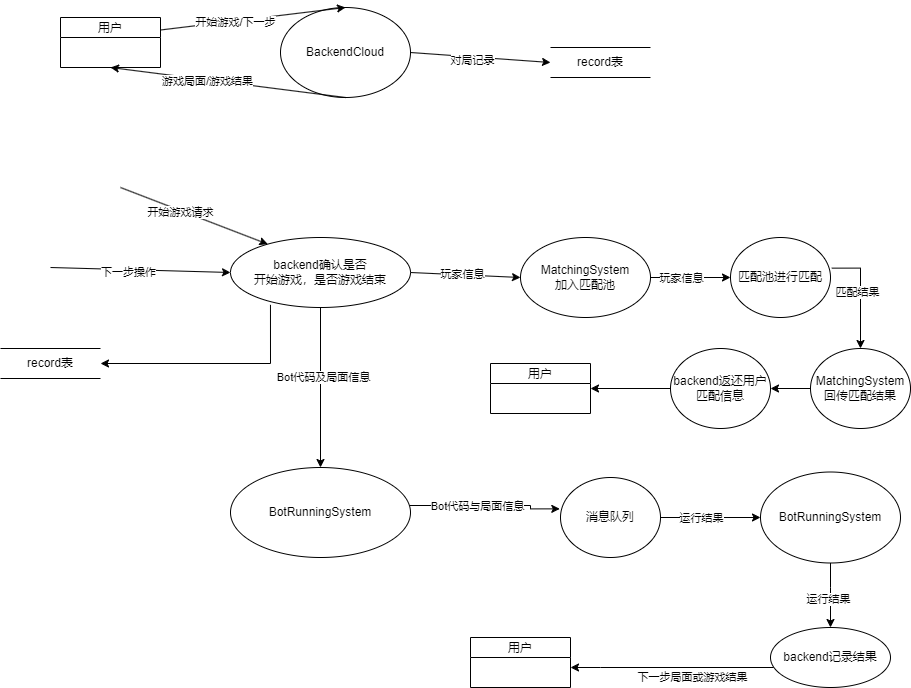 用户
开始游戏/下一步
BackendCloud
对局记录
record表
游戏局面/游戏结果
开始游戏请求
下一步操作
backend确认是否
开始游戏，是否游戏结束
玩家信息
MatchingSystem
加入匹配池
玩家信息
匹配池进行匹配
匹配结果
record表
Bot代码及局面信息
用户
backend返还用户
匹配信息
MatchingSystem
回传匹配结果
BotRunningSystem
Bot代码与局面信息
消息队列
运行结果
BotRunningSystem
运行结果
用户
下一步局面或游戏结果
backend记录结果